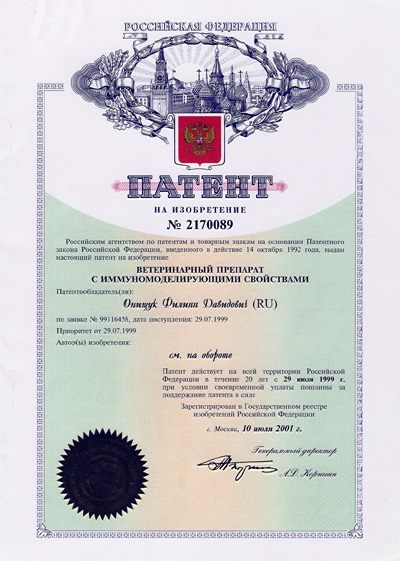 РОССИЙСКАЯ ФЕДЕРАЦИЯ
ПАТЕНТ
НА ИЗОБРЕТЕНИЕ
№ 2170089
Российским агентством по патентам и товарным знакам на основании Патентного
закона Российской Федерации, введенного в действие 14 октября 1992 года, выдан
настоящий патент на изобретение
ВЕТЕРИНАРНЫЙ ПРЕПАРАТ
С ИММУНОМОДЕЛИРУЮЩИМИ СВОЙСТВАМИ
Патентообладатель(ли):
Онищук Филипп Давидович (RU)
по заявке № 99116458, дата поступления: 29.07.1999
Приоритет от 29.07.1999
Автор(ы) изобретения:
см. на обороте
Патент действует на всей территории Российской
Федерации в течение 20 лет с 29 июля 1999 г.
при условии своевременной уплаты пошлины за
поддержание патента в силе
Зарегистрирован в Государственном реестре
изобретений Российской Федерации
г. Москва, 10 июля 2001 г.
Генеральный директор
А.Д. Корчагин